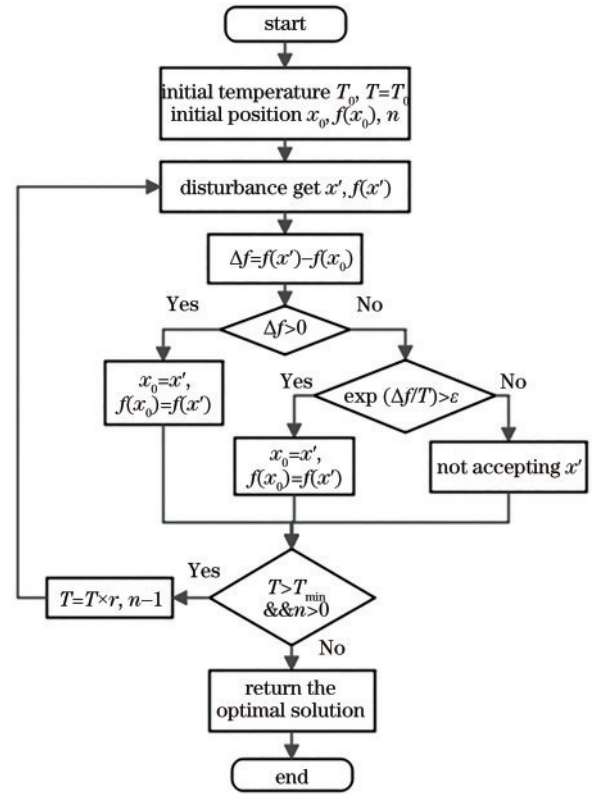 start
initial temperature T₀, T=T₀
initial position x₀, f(x₀), n
disturbance get x′, f(x′)
Δf=f(x′)−f(x₀)
Yes
No
Δf>0
x₀=x′,
f(x₀)=f(x′)
Yes
No
exp (Δf/T)>ε
x₀=x′,
f(x₀)=f(x′)
not accepting x′
Yes
T>Tₘᵢₙ
&&n>0
T=T×r, n−1
No
return the
optimal solution
end